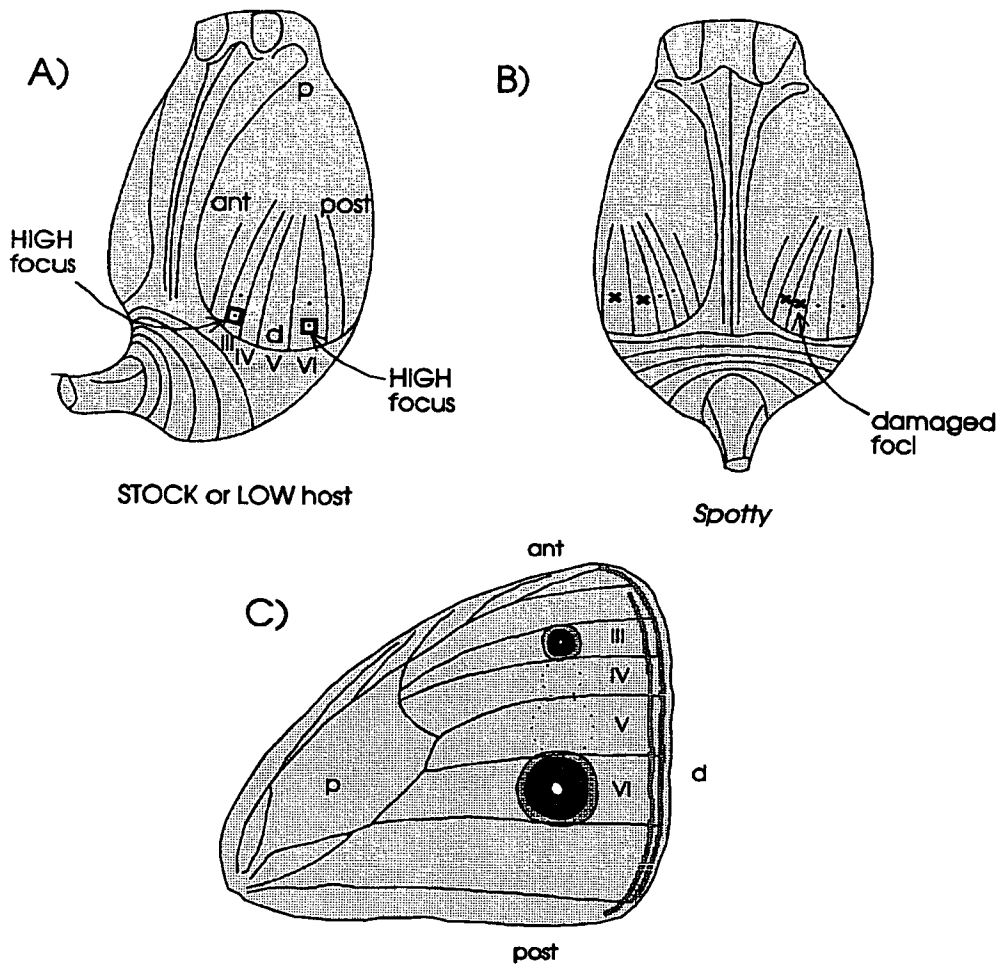 A)
B)
p
ant
post
HIGH
focus
d
III
IV
V
VI
HIGH
focus
damaged
foci
STOCK or LOW host
Spotty
ant
C)
III
IV
V
p
VI
d
post